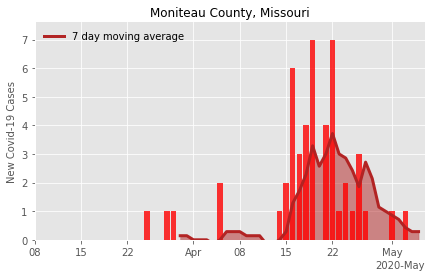 Moniteau County, Missouri
7 day moving average
New Covid-19 Cases
7
6
5
4
3
2
1
0
08 15 22 Apr 08 15 22 May
2020-May